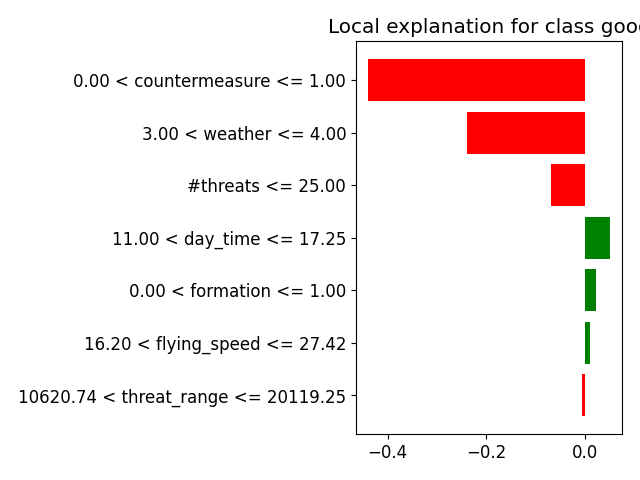 Local explanation for class good
0.00 < countermeasure <= 1.00
3.00 < weather <= 4.00
#threats <= 25.00
11.00 < day_time <= 17.25
0.00 < formation <= 1.00
16.20 < flying_speed <= 27.42
10620.74 < threat_range <= 20119.25
−0.4 −0.2 0.0